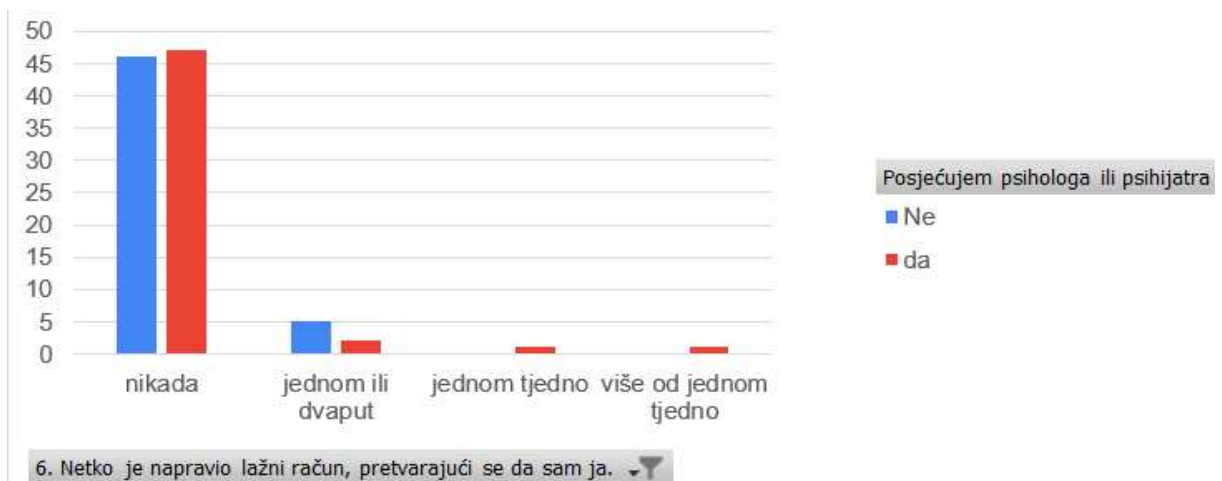 50
45
40
35
30
25
20
15
10
5
0
nikada
jednom ili
dvaput
jednom tjedno
više od jednom
tjedno
6. Netko je napravio lažni račun, pretvarajući se da sam ja.
Posjećujem psihologa ili psihijatra
Ne
da